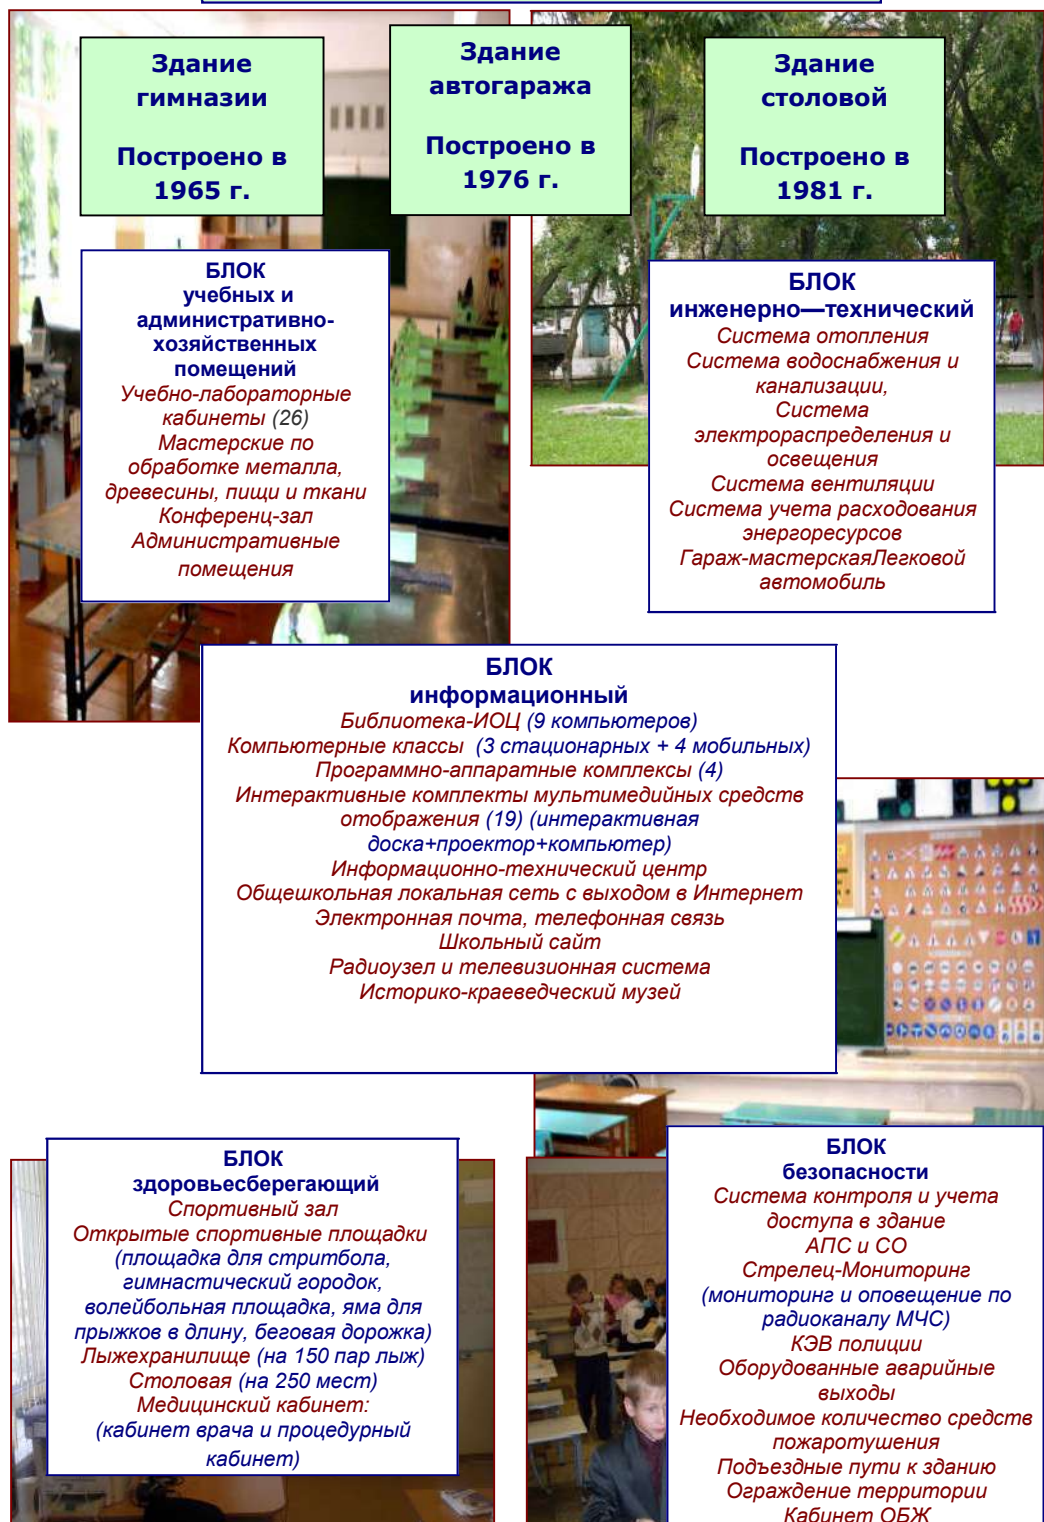 Здание
гимназии
Построено в
1965 г.
Здание
автогаража
Построено в
1976 г.
Здание
столовой
Построено в
1981 г.
БЛОК
учебных и
административно-
хозяйственных
помещений
Учебно-лабораторные
кабинеты (26)
Мастерские по
обработке металла,
древесины, пищи и ткани
Конференц-зал
Административные
помещения
БЛОК
инженерно—технический
Система отопления
Система водоснабжения и
канализации,
Система
электрораспределения и
освещения
Система вентиляции
Система учета расходования
энергоресурсов
Гараж-мастерскаяЛегковой
автомобиль
БЛОК
информационный
Библиотека-ИОЦ (9 компьютеров)
Компьютерные классы (3 стационарных + 4 мобильных)
Программно-аппаратные комплексы (4)
Интерактивные комплекты мультимедийных средств
отображения (19) (интерактивная
доска+проектор+компьютер)
Информационно-технический центр
Общешкольная локальная сеть с выходом в Интернет
Электронная почта, телефонная связь
Школьный сайт
Радиоузел и телевизионная система
Историко-краеведческий музей
БЛОК
здоровьесберегающий
Спортивный зал
Открытые спортивные площадки
(площадка для стритбола,
гимнастический городок,
волейбольная площадка, яма для
прыжков в длину, беговая дорожка)
Лыжехранилище (на 150 пар лыж)
Столовая (на 250 мест)
Медицинский кабинет:
(кабинет врача и процедурный
кабинет)
БЛОК
безопасности
Система контроля и учета
доступа в здание
АПС и СО
Стрелец-Мониторинг
(мониторинг и оповещение по
радиоканалу МЧС)
КЭВ полиции
Оборудованные аварийные
выходы
Необходимое количество средств
пожаротушения
Подъездные пути к зданию
Ограждение территории
Кабинет ОБЖ